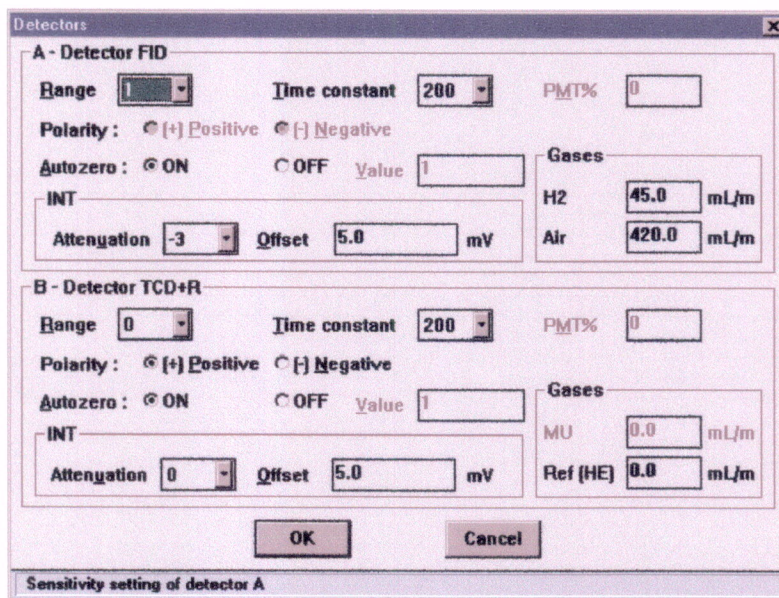 Detectors
A - Detector FID
Range 1 Time constant 200 PMT% 0
Polarity : (+) Positive (-) Negative
Autozero : ON OFF Value 1
Gases
H2 45.0 mL/m
Air 420.0 mL/m
INT
Attenuation -3 Offset 5.0 mV
B - Detector TCD+R
Range 0 Time constant 200 PMT% 0
Polarity : (+) Positive (-) Negative
Autozero : ON OFF Value 1
Gases
MU 0.0 mL/m
Ref (HE) 0.0 mL/m
INT
Attenuation 0 Offset 5.0 mV
OK Cancel
Sensitivity setting of detector A